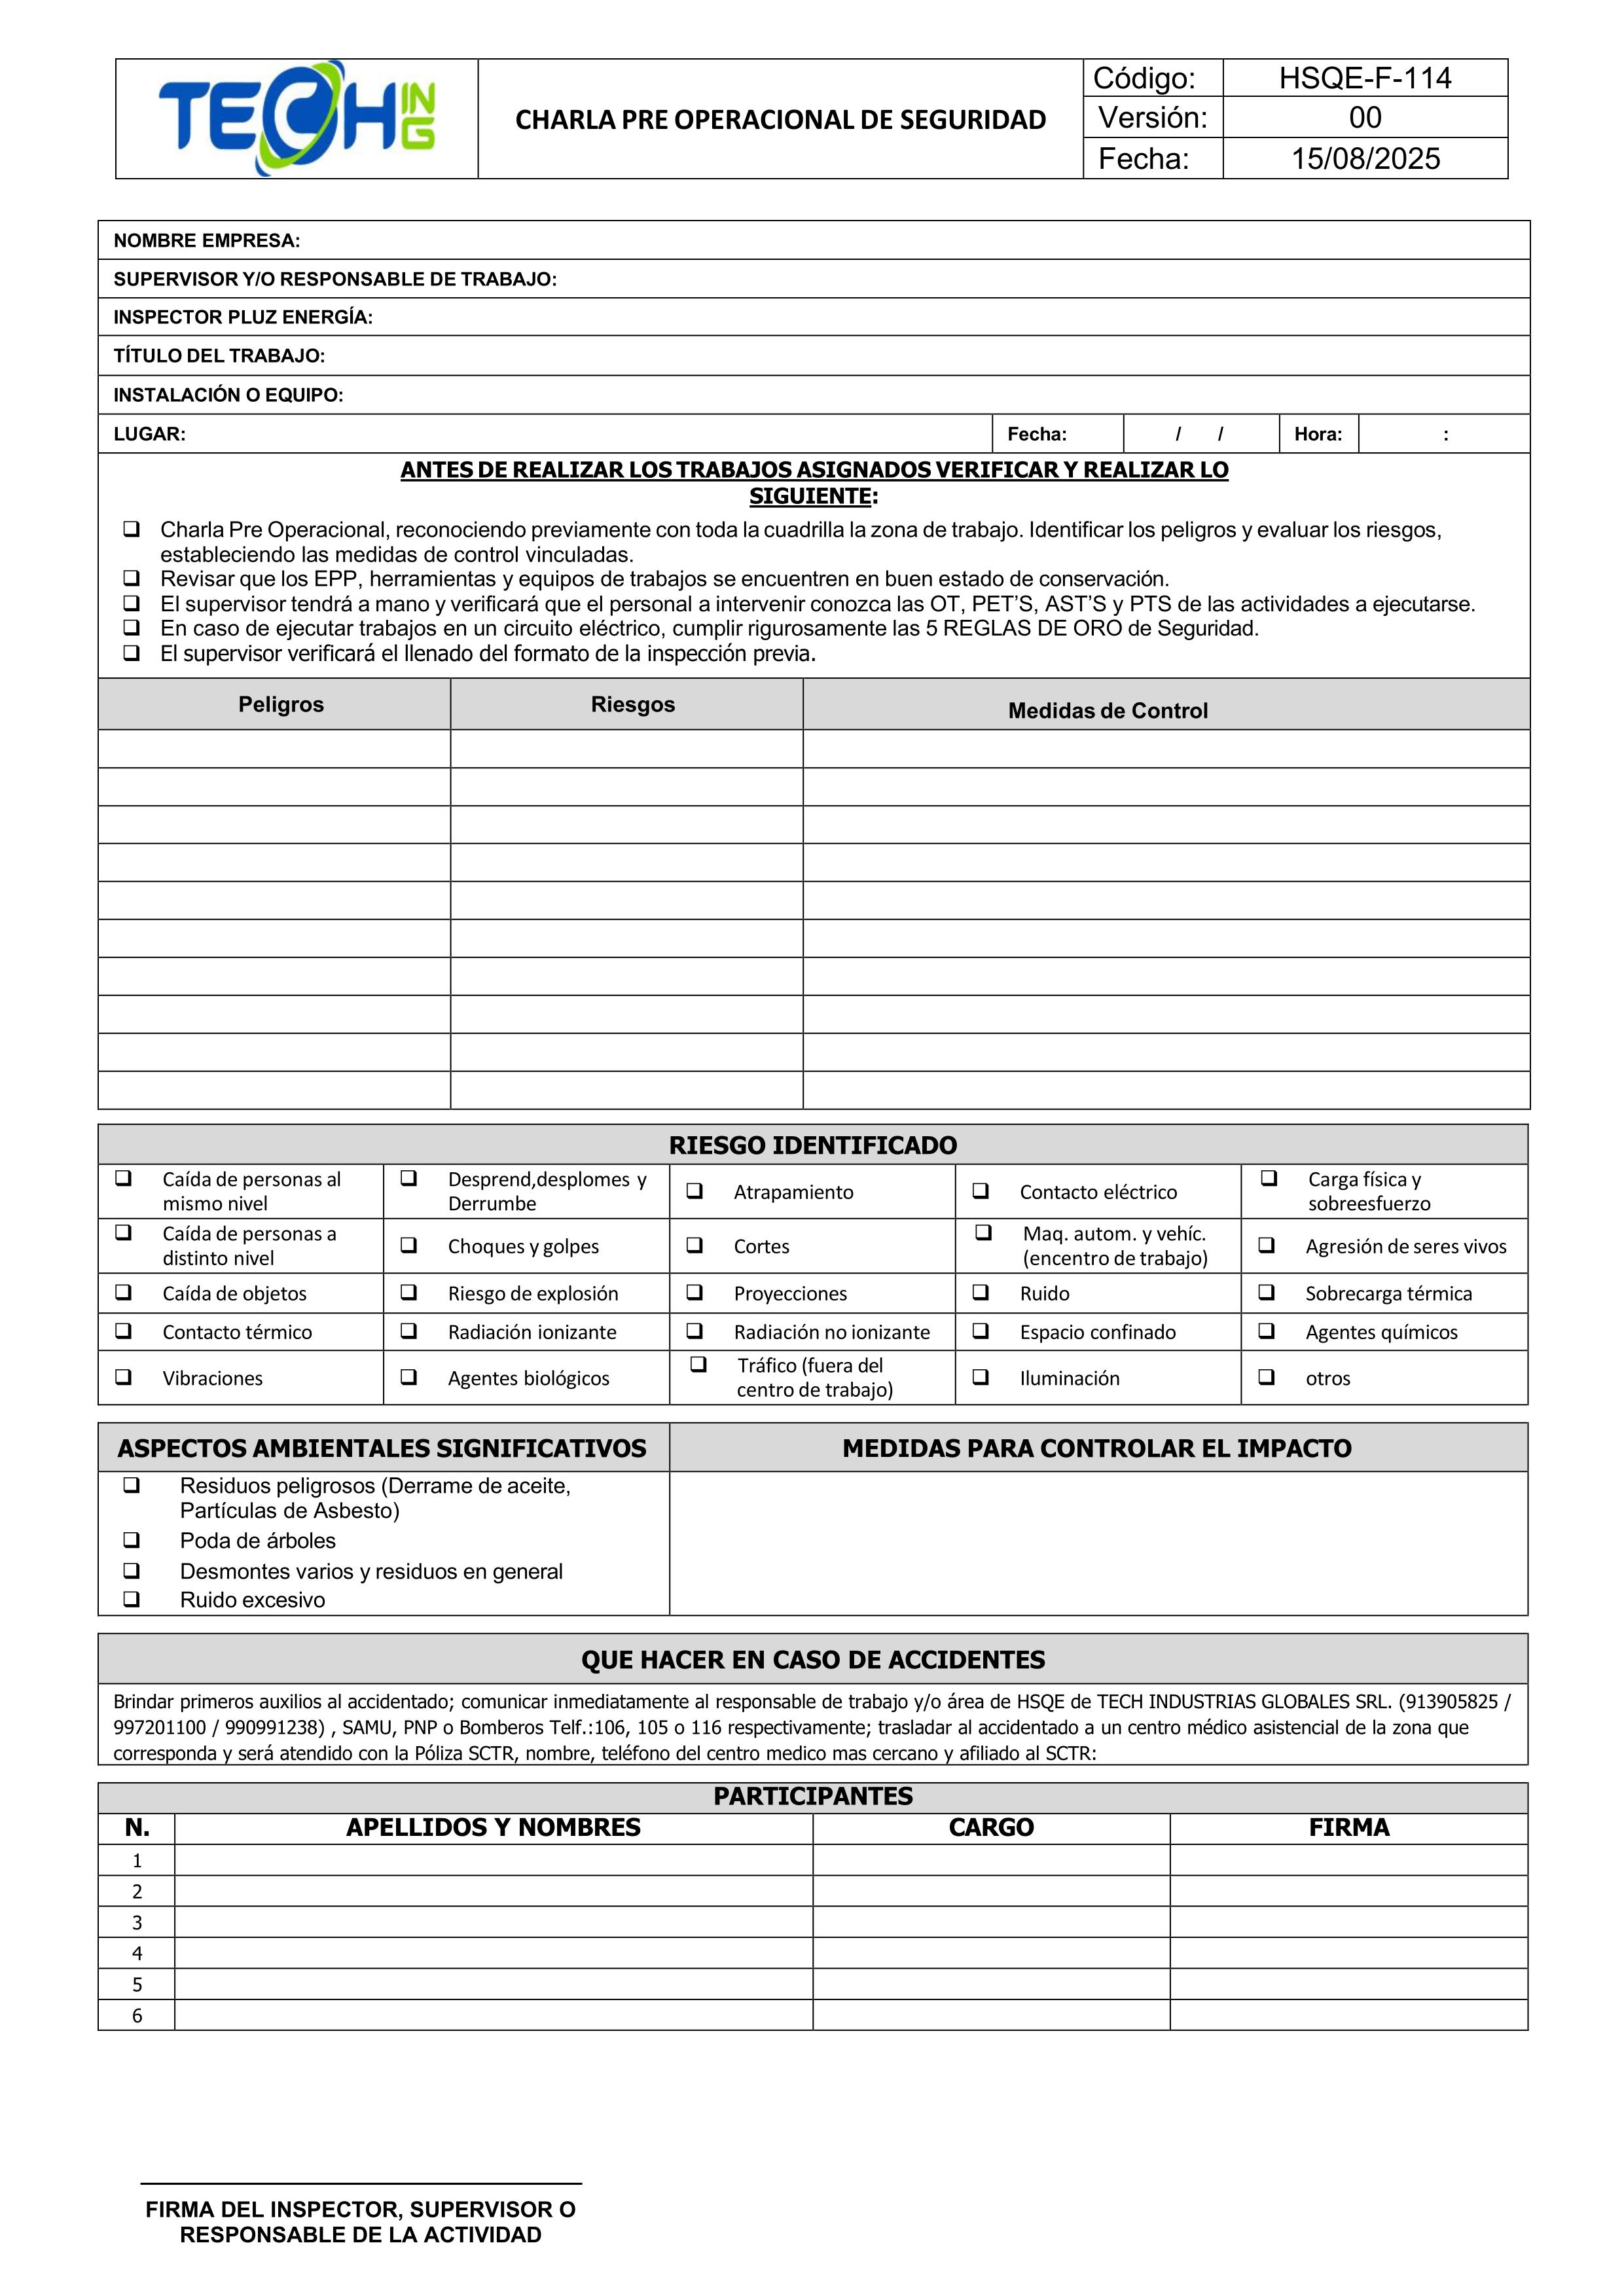 TECH ING
CHARLA PRE OPERACIONAL DE SEGURIDAD
Código: HSQE-F-114
Versión: 00
Fecha: 15/08/2025
NOMBRE EMPRESA:
SUPERVISOR Y/O RESPONSABLE DE TRABAJO:
INSPECTOR PLUZ ENERGÍA:
TÍTULO DEL TRABAJO:
INSTALACIÓN O EQUIPO:
LUGAR: Fecha: / / Hora: :
ANTES DE REALIZAR LOS TRABAJOS ASIGNADOS VERIFICAR Y REALIZAR LO
SIGUIENTE:
❑ Charla Pre Operacional, reconociendo previamente con toda la cuadrilla la zona de trabajo. Identificar los peligros y evaluar los riesgos,
estableciendo las medidas de control vinculadas.
❑ Revisar que los EPP, herramientas y equipos de trabajos se encuentren en buen estado de conservación.
❑ El supervisor tendrá a mano y verificará que el personal a intervenir conozca las OT, PET’S, AST’S y PTS de las actividades a ejecutarse.
❑ En caso de ejecutar trabajos en un circuito eléctrico, cumplir rigurosamente las 5 REGLAS DE ORO de Seguridad.
❑ El supervisor verificará el llenado del formato de la inspección previa.
Peligros Riesgos Medidas de Control
RIESGO IDENTIFICADO
❑ Caída de personas al
mismo nivel
❑ Desprend,desplomes y
Derrumbe
❑ Atrapamiento
❑ Contacto eléctrico
❑ Carga física y
sobreesfuerzo
❑ Caída de personas a
distinto nivel
❑ Choques y golpes
❑ Cortes
❑ Maq. autom. y vehíc.
(encentro de trabajo)
❑ Agresión de seres vivos
❑ Caída de objetos
❑ Riesgo de explosión
❑ Proyecciones
❑ Ruido
❑ Sobrecarga térmica
❑ Contacto térmico
❑ Radiación ionizante
❑ Radiación no ionizante
❑ Espacio confinado
❑ Agentes químicos
❑ Vibraciones
❑ Agentes biológicos
❑ Tráfico (fuera del
centro de trabajo)
❑ Iluminación
❑ otros
ASPECTOS AMBIENTALES SIGNIFICATIVOS MEDIDAS PARA CONTROLAR EL IMPACTO
❑ Residuos peligrosos (Derrame de aceite,
Partículas de Asbesto)
❑ Poda de árboles
❑ Desmontes varios y residuos en general
❑ Ruido excesivo
QUE HACER EN CASO DE ACCIDENTES
Brindar primeros auxilios al accidentado; comunicar inmediatamente al responsable de trabajo y/o área de HSQE de TECH INDUSTRIAS GLOBALES SRL. (913905825 /
997201100 / 990991238) , SAMU, PNP o Bomberos Telf.:106, 105 o 116 respectivamente; trasladar al accidentado a un centro médico asistencial de la zona que
corresponda y será atendido con la Póliza SCTR, nombre, teléfono del centro medico mas cercano y afiliado al SCTR:
PARTICIPANTES
N. APELLIDOS Y NOMBRES CARGO FIRMA
1
2
3
4
5
6
FIRMA DEL INSPECTOR, SUPERVISOR O
RESPONSABLE DE LA ACTIVIDAD